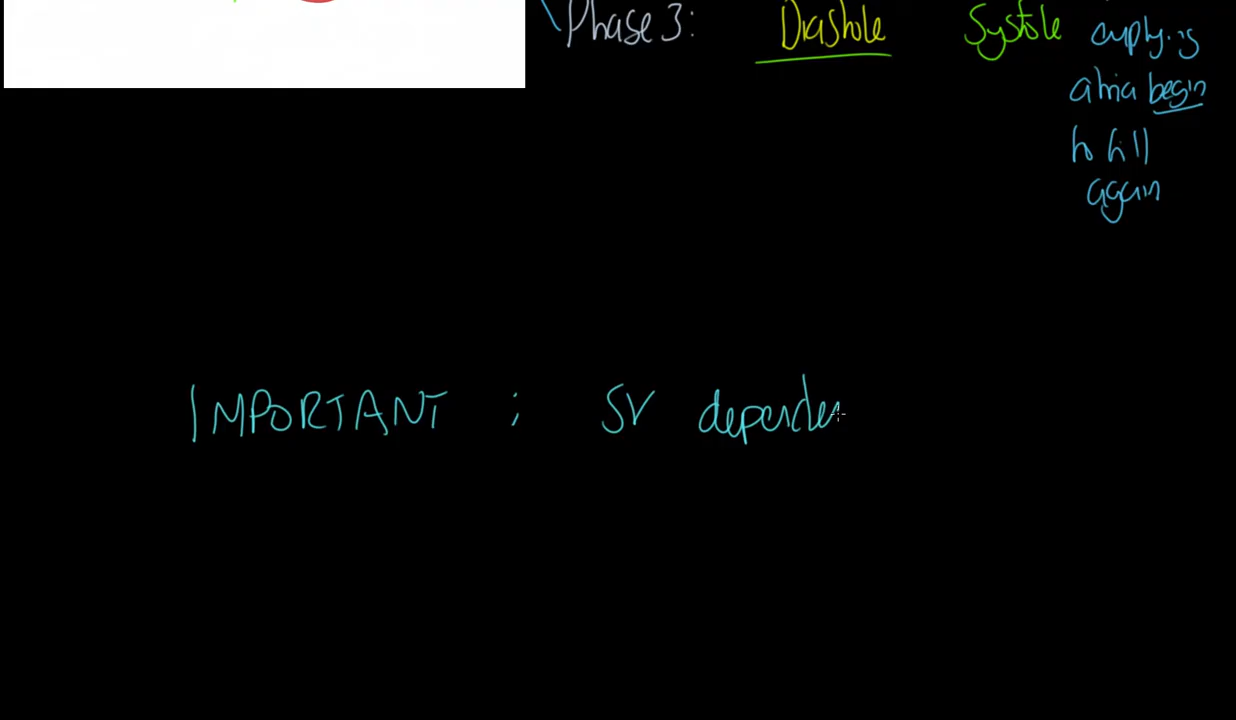 Phase 3: Diastole Systole
emptying
atria begin
to fill
again
IMPORTANT ; SV depende